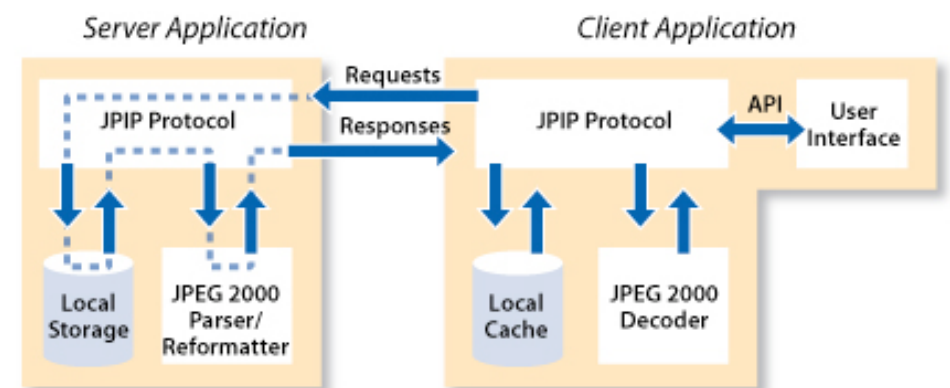 Server Application
Client Application
Requests
JPIP Protocol
Responses
JPIP Protocol
API
User
Interface
Local
Storage
JPEG 2000
Parser/
Reformatter
Local
Cache
JPEG 2000
Decoder